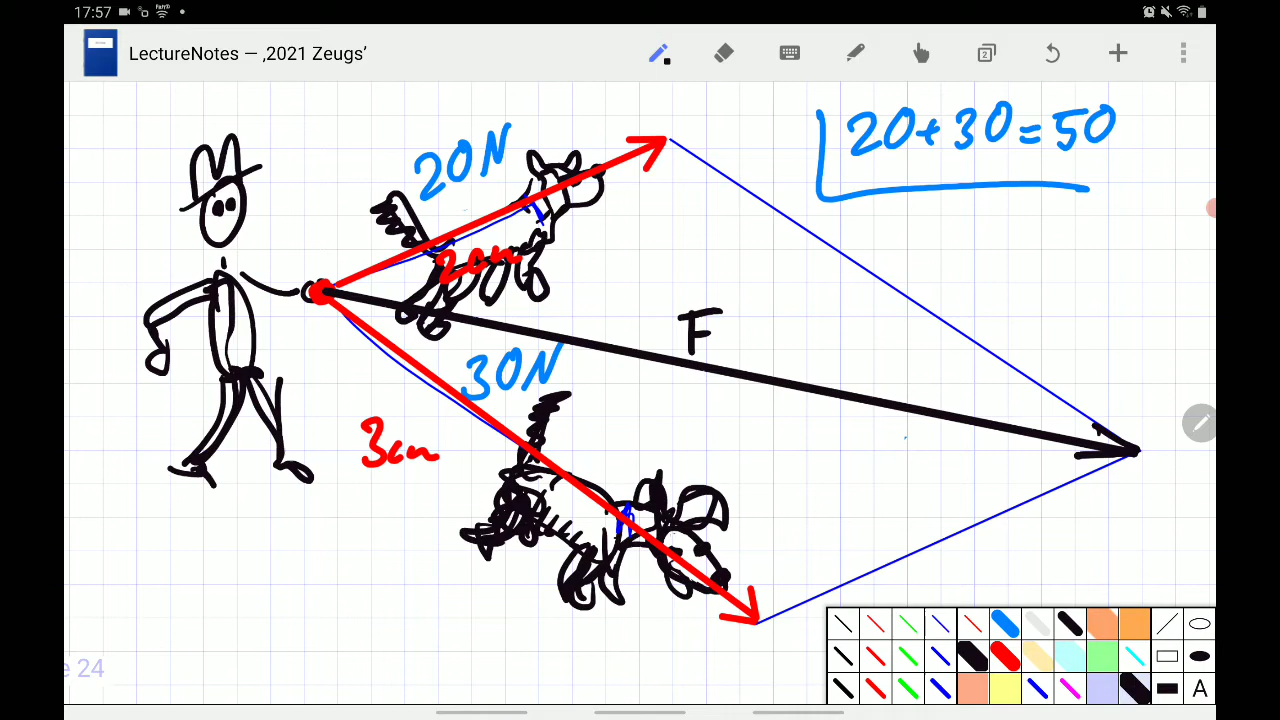 17:57
LectureNotes — ‚2021 Zeugs‘
20+30=50
20N
2cm
F
30N
3cm
e 24
A